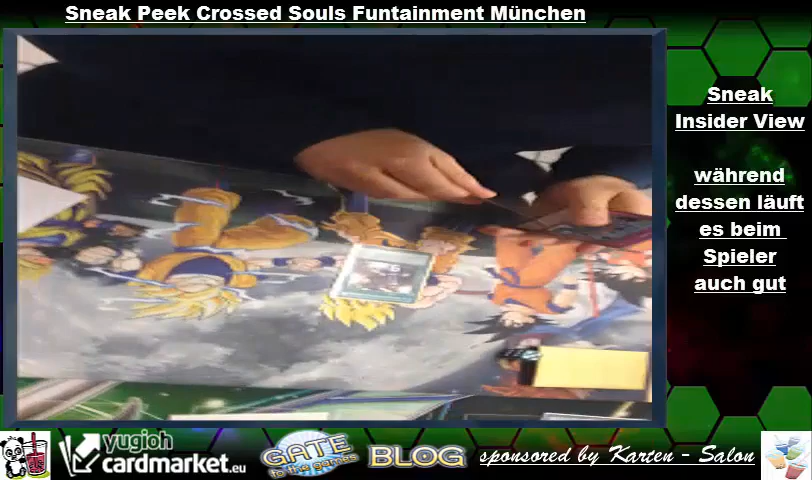 Sneak Peek Crossed Souls Funtainment München
Sneak
Insider View
während
dessen läuft
es beim
Spieler
auch gut
yugioh
cardmarket.eu
GATE
to the games
BLOG
sponsored by Karten - Salon